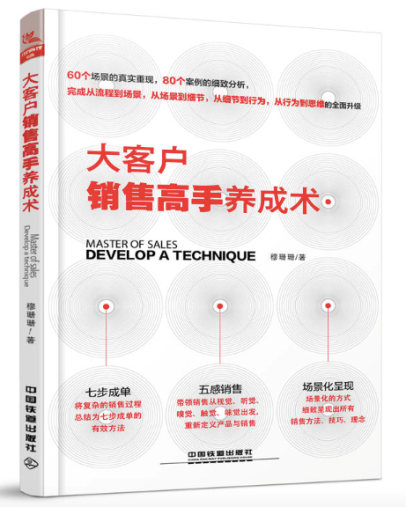 60个场景的真实重现，80个案例的细致分析，
完成从流程到场景，从场景到细节，从细节到行为，从行为到思维的全面升级
大客户
销售高手养成术
MASTER OF SALES
DEVELOP A TECHNIQUE 穆珊珊/著
七步成单
将复杂的销售过程
总结为七步成单的
有效方法
五感销售
带领销售从视觉、听觉、
嗅觉、触觉、味觉出发，
重新定义产品与销售
场景化呈现
场景化的方式
细致呈现出所有
销售方法、技巧、理念
中国铁道出版社
大客户销售高手养成术
Master of sales
Develop a technique
穆珊珊/著
中国铁道出版社